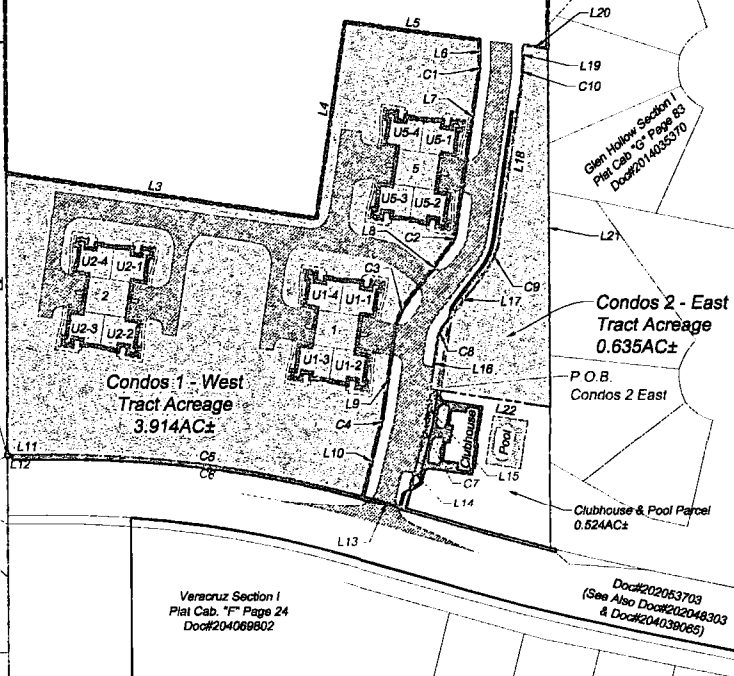 L5
L20
L6
L19
C1
C10
L7
L4
L18
Glen Hollow Section I
Plat Cab "G" Page 83
Doc#2014035370
U5-4
U5-1
5
U5-3
U5-2
L3
L8
C2
L21
U2-4
U2-1
2
U2-3
U2-2
C3
C9
L17
U1-4
U1-1
1
U1-3
U1-2
Condos 2 - East
Tract Acreage
0.635AC±
C8
L16
P.O.B.
Condos 2 East
Condos 1 - West
Tract Acreage
3.914AC±
L9
C4
L22
Clubhouse
Pool
L11
L12
C5
C6
L10
L15
C7
L14
Clubhouse & Pool Parcel
0.524AC±
L13
Veracruz Section I
Plat Cab. "F" Page 24
Doc#204069802
Doc#202053703
(See Also Doc#202048303
& Doc#204039065)